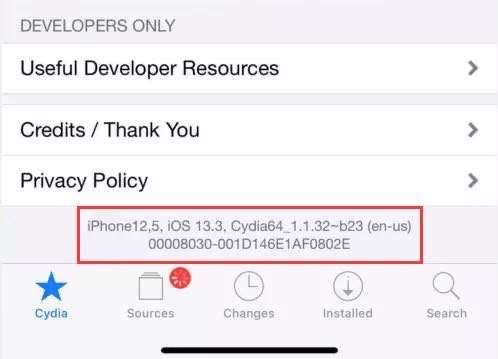 DEVELOPERS ONLY
Useful Developer Resources
Credits / Thank You
Privacy Policy
iPhone12,5, iOS 13.3, Cydia64_1.1.32~b23 (en-us)
00008030-001D146E1AF0802E
Cydia Sources Changes Installed Search